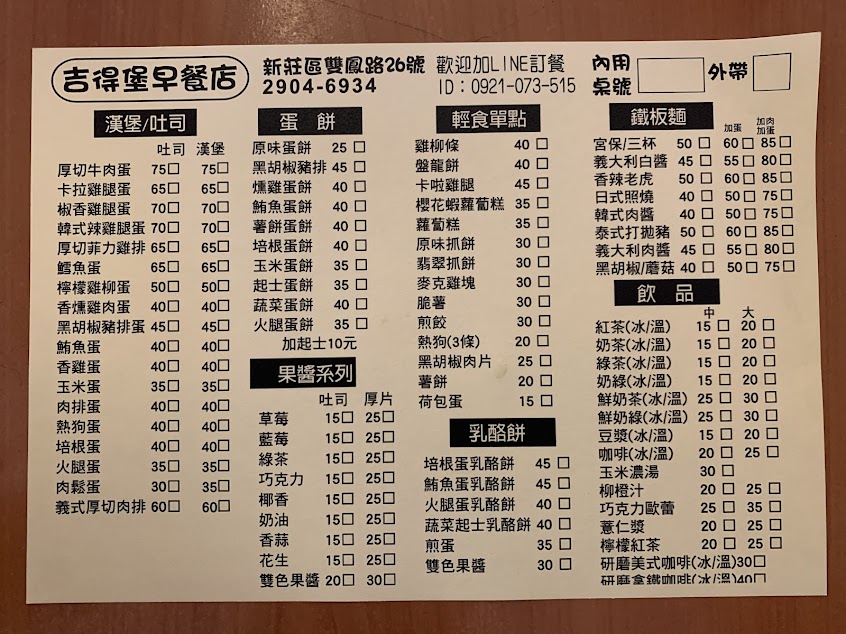 吉得堡早餐店
新莊區雙鳳路26號
2904-6934
歡迎加LINE訂餐
ID：0921-073-515
內用
桌號
外帶
漢堡/吐司
吐司 漢堡
厚切牛肉蛋 75□ 75□
卡拉雞腿蛋 65□ 65□
椒香雞腿蛋 70□ 70□
韓式辣雞腿蛋 70□ 70□
厚切菲力雞排 65□ 65□
鱈魚蛋 65□ 65□
檸檬雞柳蛋 50□ 50□
香燻雞肉蛋 40□ 40□
黑胡椒豬排蛋 45□ 45□
鮪魚蛋 40□ 40□
香雞蛋 40□ 40□
玉米蛋 35□ 35□
肉排蛋 40□ 40□
熱狗蛋 40□ 40□
培根蛋 40□ 40□
火腿蛋 35□ 35□
肉鬆蛋 30□ 35□
義式厚切肉排 60□ 60□
蛋 餅
原味蛋餅 25 □
黑胡椒豬排 45 □
燻雞蛋餅 40 □
鮪魚蛋餅 40 □
薯餅蛋餅 40 □
培根蛋餅 40 □
玉米蛋餅 35 □
起士蛋餅 35 □
蔬菜蛋餅 40 □
火腿蛋餅 35 □
加起士10元
果醬系列
吐司 厚片
草莓 15□ 25□
藍莓 15□ 25□
綠茶 15□ 25□
巧克力 15□ 25□
椰香 15□ 25□
奶油 15□ 25□
香蒜 15□ 25□
花生 15□ 25□
雙色果醬 20□ 30□
輕食單點
雞柳條 40 □
盤龍餅 40 □
卡啦雞腿 45 □
櫻花蝦蘿蔔糕 35 □
蘿蔔糕 35 □
原味抓餅 30 □
翡翠抓餅 30 □
麥克雞塊 30 □
脆薯 30 □
煎餃 30 □
熱狗(3條) 20 □
黑胡椒肉片 25 □
薯餅 20 □
荷包蛋 15 □
乳酪餅
培根蛋乳酪餅 45 □
鮪魚蛋乳酪餅 45 □
火腿蛋乳酪餅 40 □
蔬菜起士乳酪餅 40 □
煎蛋 35 □
雙色果醬 30 □
鐵板麵
加蛋 加肉加蛋
宮保/三杯 50 □ 60□ 85□
義大利白醬 45 □ 55□ 80□
香辣老虎 50 □ 60□ 85□
日式照燒 40 □ 50□ 75□
韓式肉醬 40 □ 50□ 75□
泰式打拋豬 50 □ 60□ 85□
義大利肉醬 45 □ 55□ 80□
黑胡椒/蘑菇 40 □ 50□ 75□
飲 品
中 大
紅茶(冰/溫) 15 □ 20 □
奶茶(冰/溫) 15 □ 20 □
綠茶(冰/溫) 15 □ 20 □
奶綠(冰/溫) 15 □ 20 □
鮮奶茶(冰/溫) 25 □ 30 □
鮮奶綠(冰/溫) 25 □ 30 □
豆漿(冰/溫) 15 □ 20 □
咖啡(冰/溫) 20 □ 25 □
玉米濃湯 30 □
柳橙汁 20 □ 25 □
巧克力歐蕾 25 □ 35 □
薏仁漿 20 □ 25 □
檸檬紅茶 20 □ 25 □
研磨美式咖啡(冰/溫)30□
研磨拿鐵咖啡(冰/溫)40□